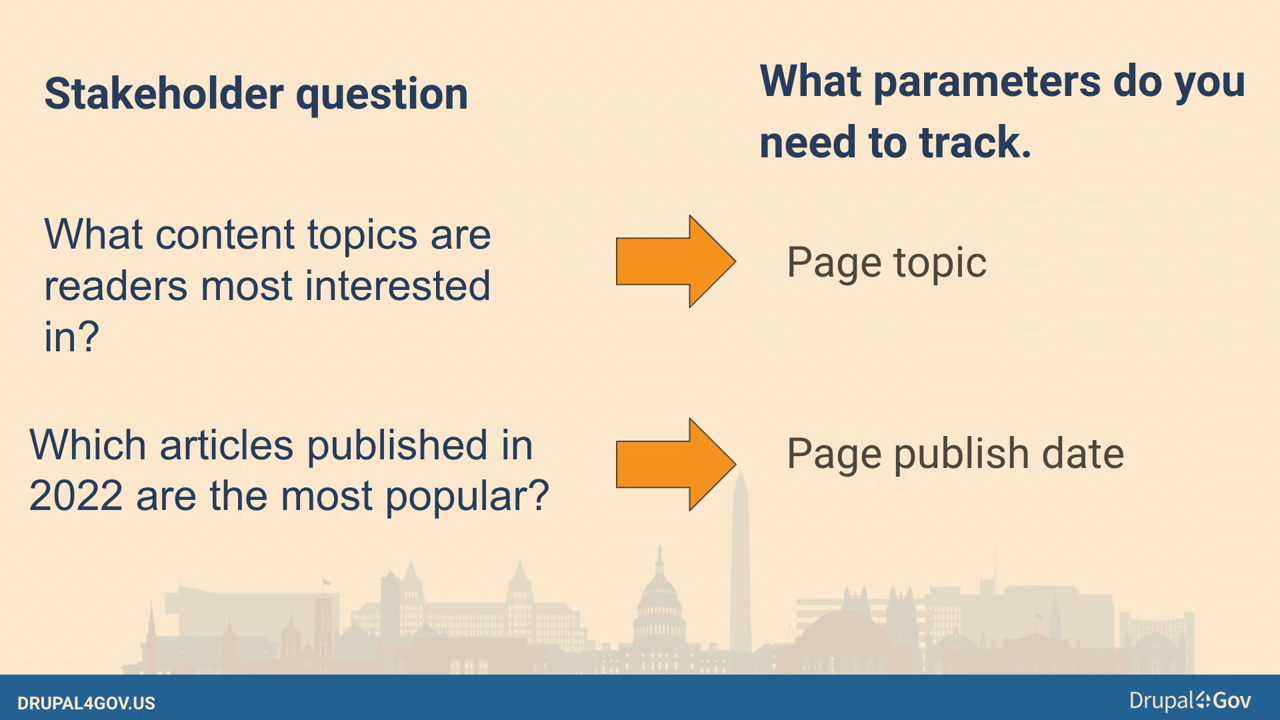 Stakeholder question
What parameters do you
need to track.
What content topics are
readers most interested
in?
Page topic
Which articles published in
2022 are the most popular?
Page publish date
DRUPAL4GOV.US
Drupal4Gov